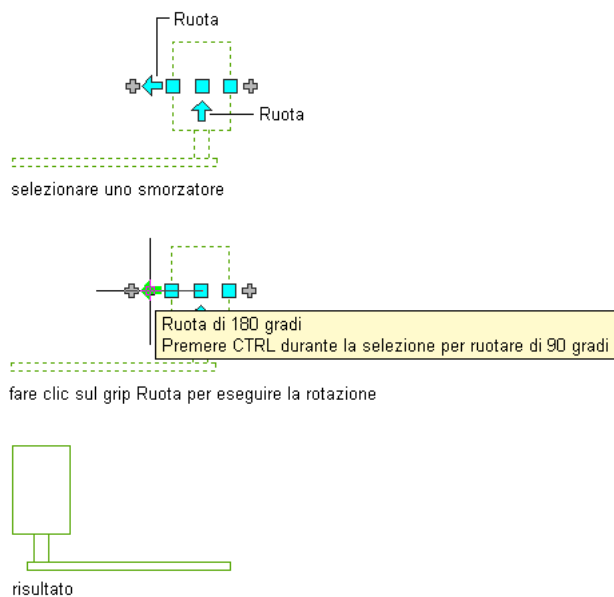 Ruota
Ruota
selezionare uno smorzatore
Ruota di 180 gradi
Premere CTRL durante la selezione per ruotare di 90 gradi
fare clic sul grip Ruota per eseguire la rotazione
risultato